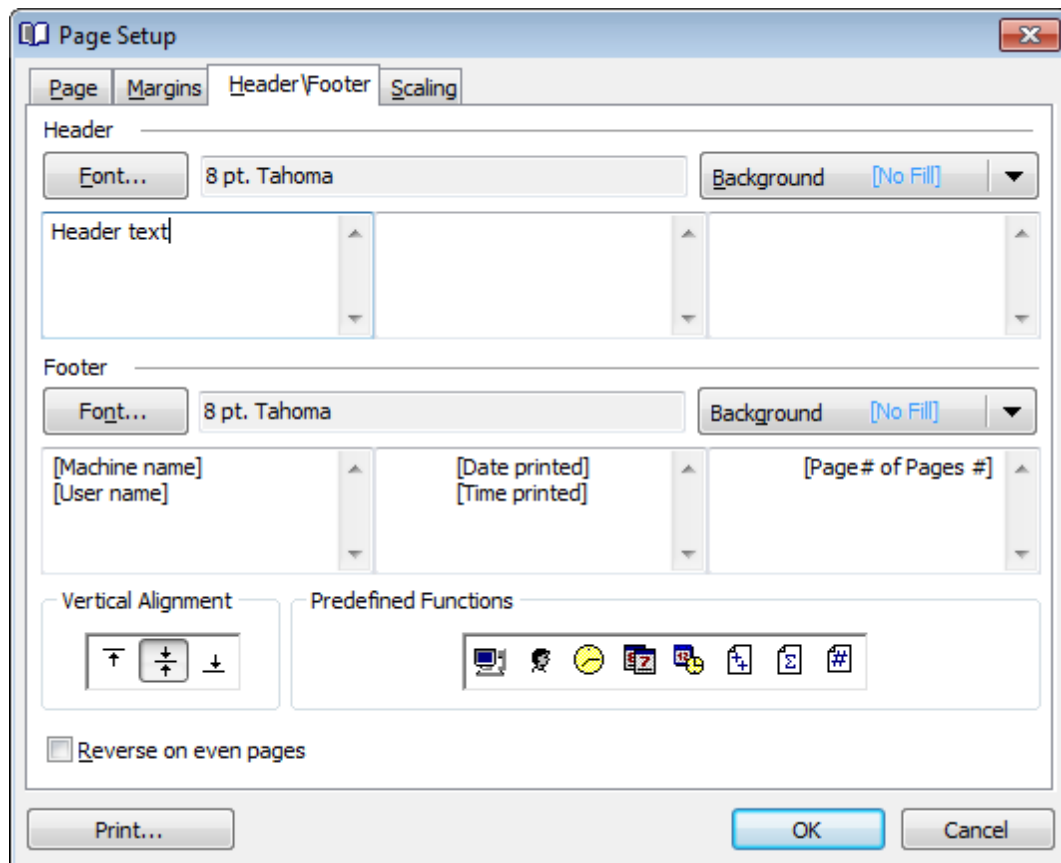 Page Setup
Page Margins Header\Footer Scaling
Header
Font... 8 pt. Tahoma Background [No Fill]
Header text
Footer
Font... 8 pt. Tahoma Background [No Fill]
[Machine name] [Date printed] [Page# of Pages #]
[User name] [Time printed]
Vertical Alignment Predefined Functions
Reverse on even pages
Print... OK Cancel